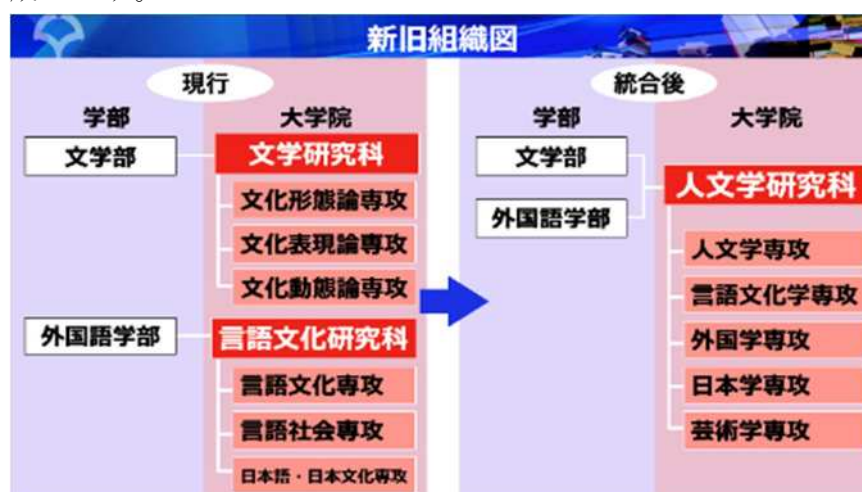 新旧組織図
現行
学部
大学院
文学部
文学研究科
文化形態論専攻
文化表現論専攻
文化動態論専攻
外国語学部
言語文化研究科
言語文化専攻
言語社会専攻
日本語・日本文化専攻
統合後
学部
大学院
文学部
外国語学部
人文学研究科
人文学専攻
言語文化学専攻
外国学専攻
日本学専攻
芸術学専攻